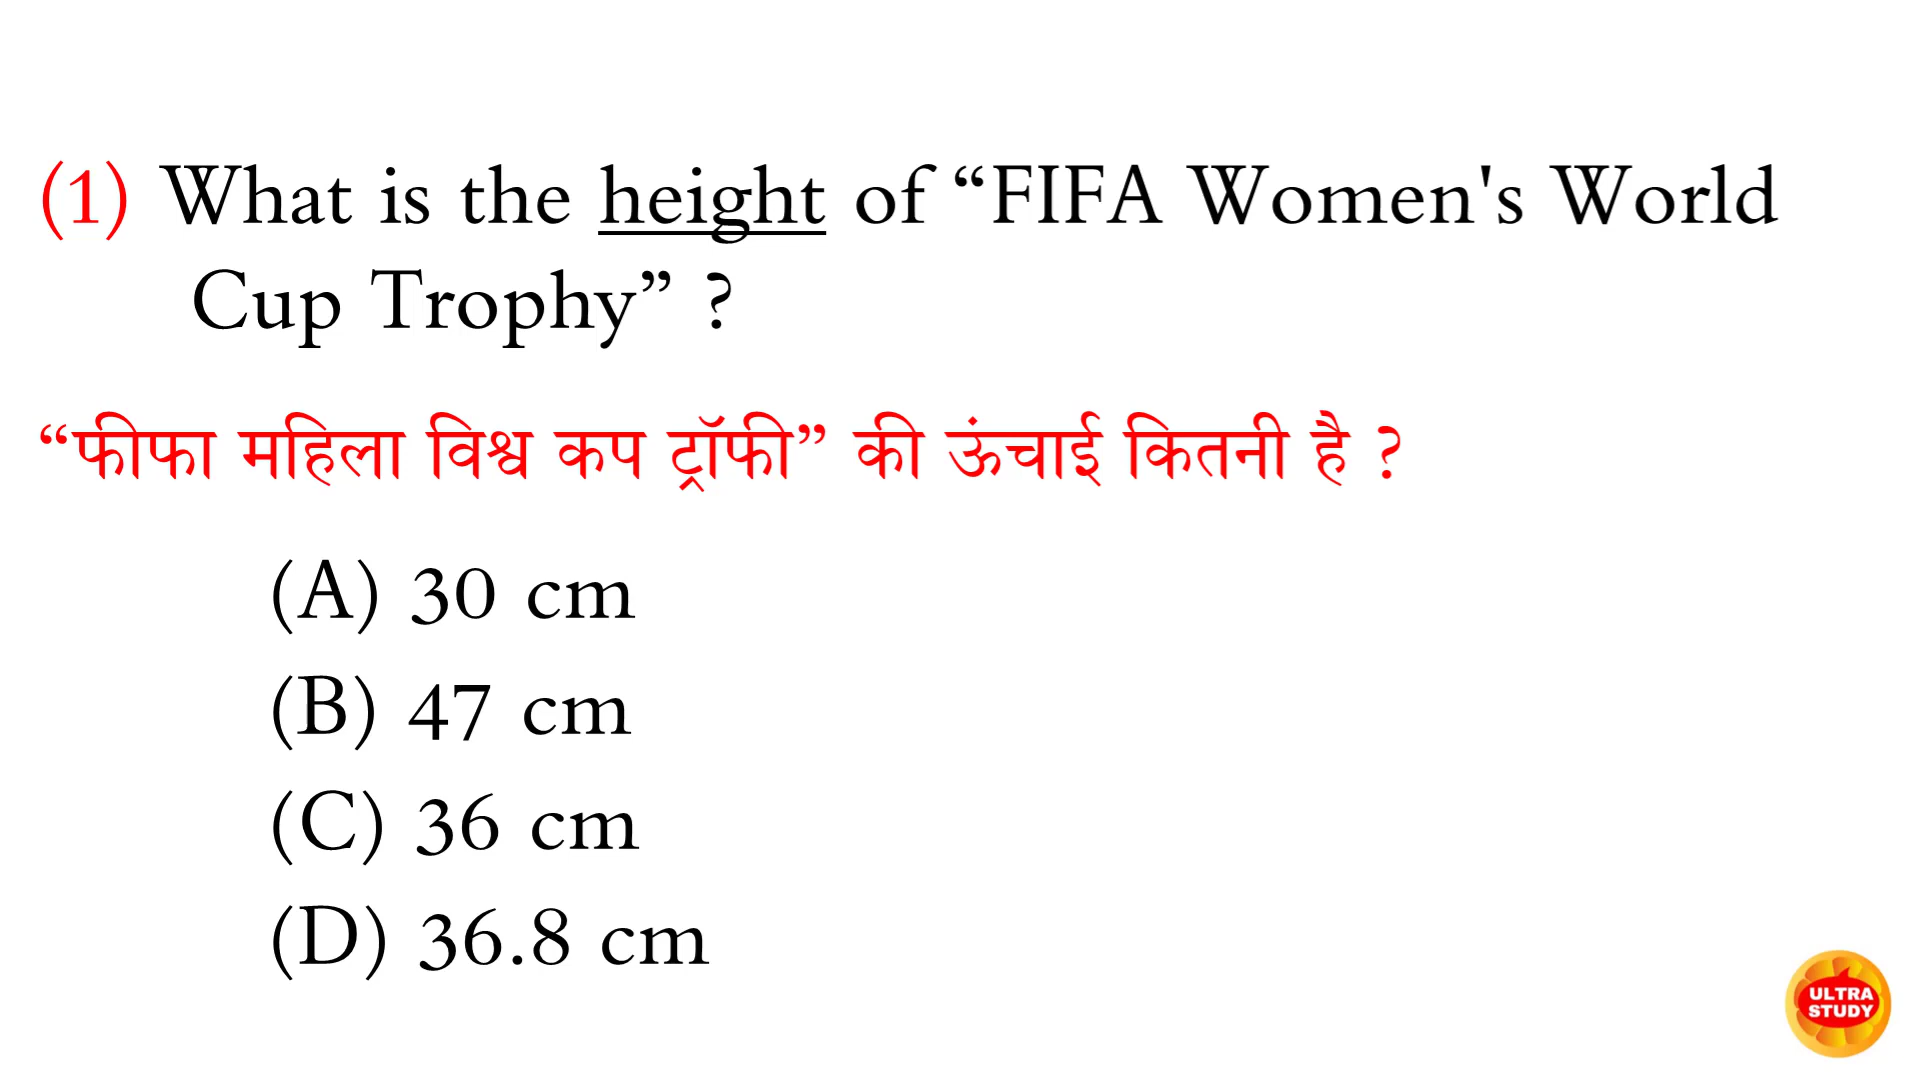 (1) What is the height of “FIFA Women's World
Cup Trophy” ?
“फीफा महिला विश्व कप ट्रॉफी” की ऊंचाई कितनी है ?
(A) 30 cm
(B) 47 cm
(C) 36 cm
(D) 36.8 cm
ULTRA
STUDY